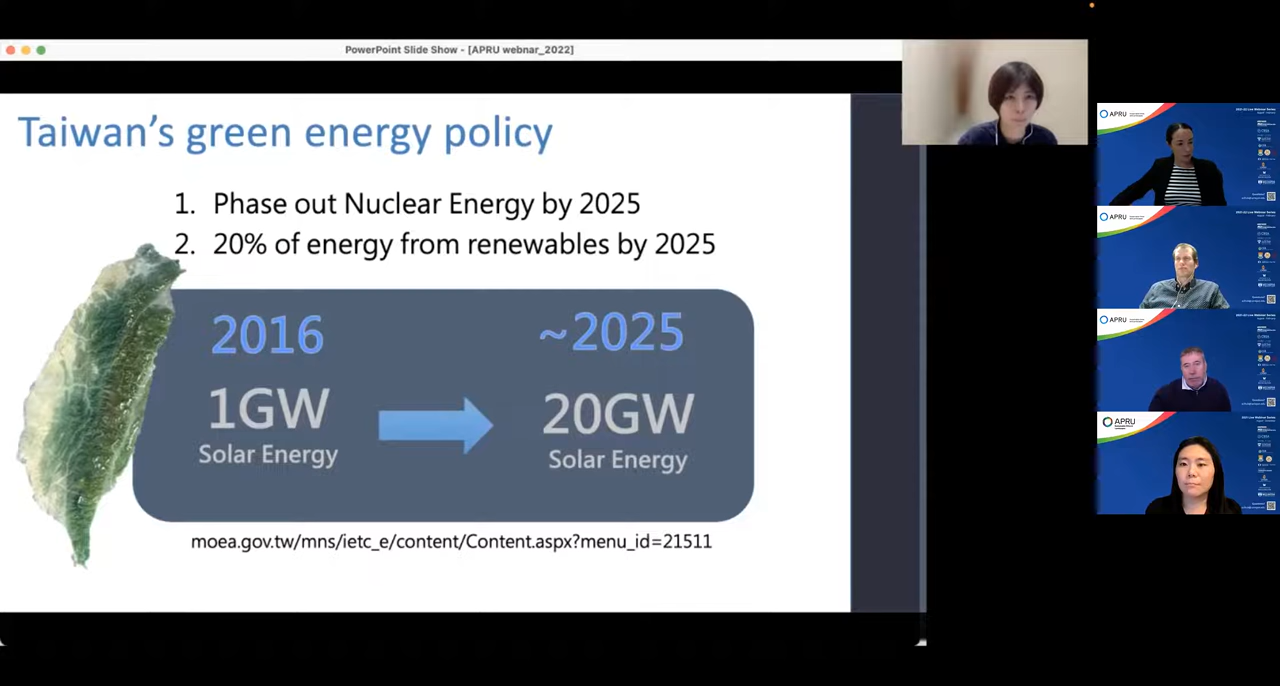 PowerPoint Slide Show - [APRU webnar_2022]
Taiwan's green energy policy
1. Phase out Nuclear Energy by 2025
2. 20% of energy from renewables by 2025
2016
~2025
1GW
20GW
Solar Energy
Solar Energy
moea.gov.tw/mns/ietc_e/content/Content.aspx?menu_id=21511
APRU
APRU
APRU
APRU